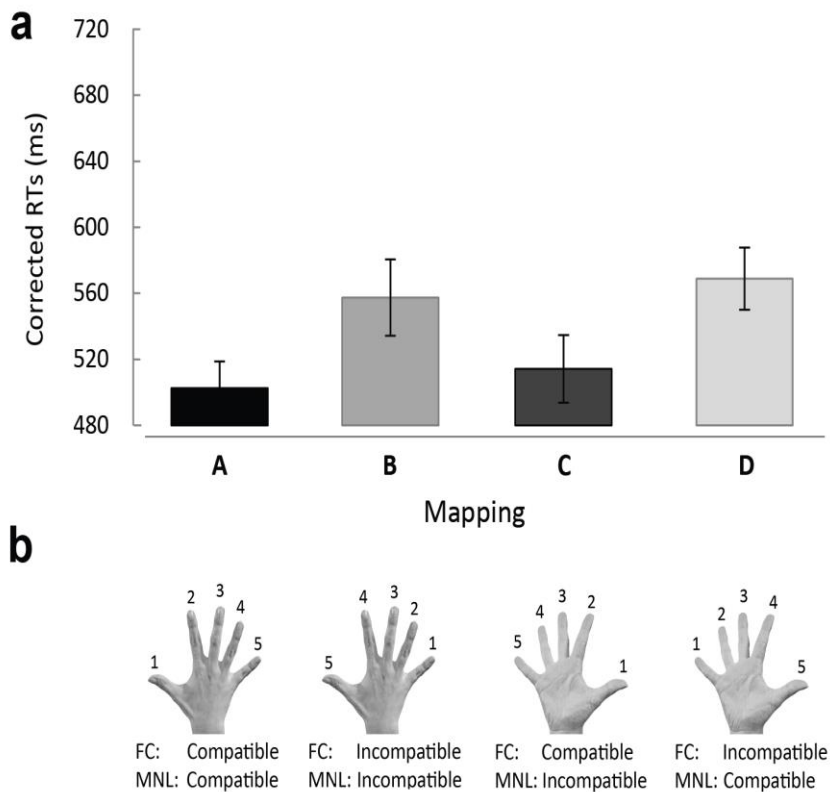 a
720
680
640
600
560
520
480
Corrected RTs (ms)
A B C D
Mapping
b
2 3 4 1 5
4 3 2 5 1
4 3 2 5 1
2 3 4 1 5
FC: Compatible FC: Incompatible FC: Compatible FC: Incompatible
MNL: Compatible MNL: Incompatible MNL: Incompatible MNL: Compatible